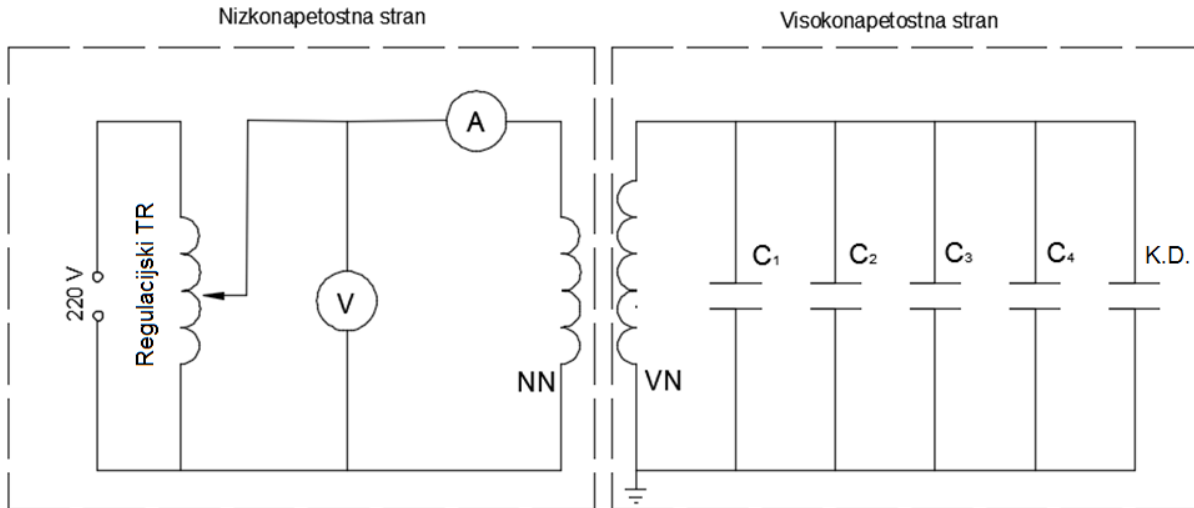 Nizkonapetostna stran
Visokonapetostna stran
220 V
Regulacijski TR
A
V
NN
VN
C₁
C₂
C₃
C₄
K.D.